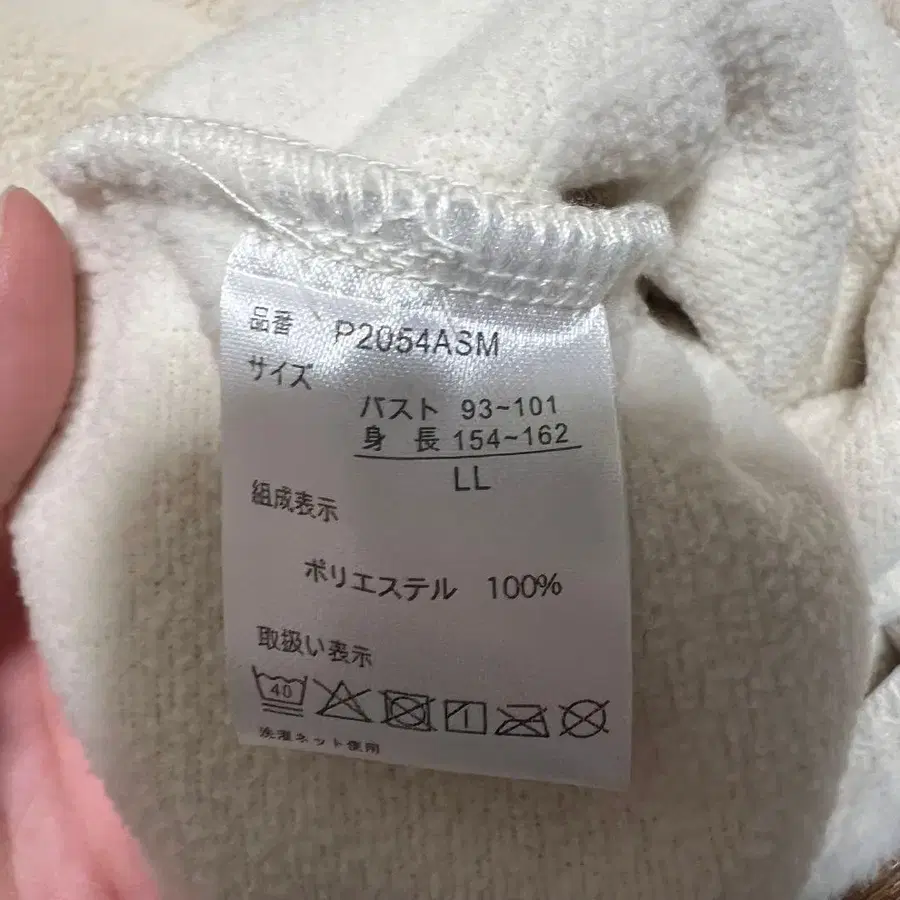 品番 P2054ASM
サイズ
バスト 93~101
身 長 154~162
LL
組成表示
ポリエステル 100%
取扱い表示
40
洗濯ネット使用